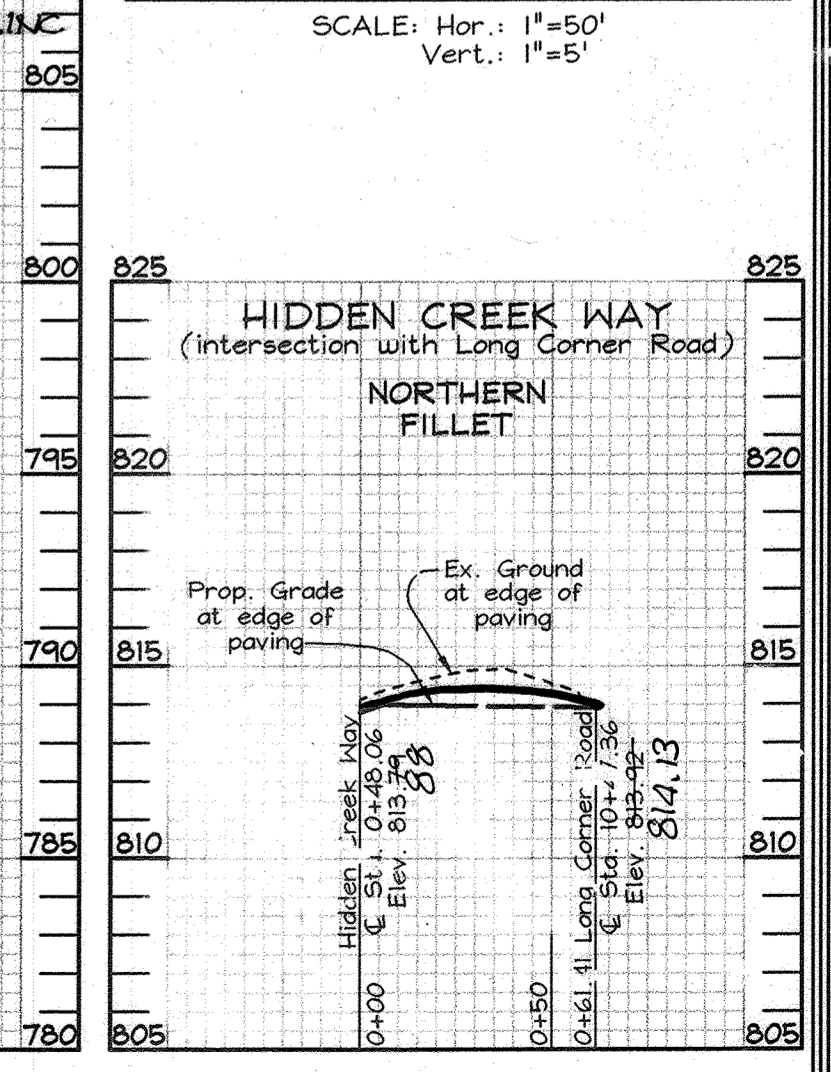 .INC
SCALE: Hor.: 1"=50'
Vert.: 1"=5'
805
800
795
790
785
780
825
825
HIDDEN CREEK WAY
(intersection with Long Corner Road)
NORTHERN
FILLET
820
820
Ex. Ground
at edge of
paving
Prop. Grade
at edge of
paving
815
815
Hidden Creek Way
℄ Sta. 0+48.06
Elev. 813.79
88
Long Corner Road
℄ Sta. 10+ 1.36
Elev. 813.92
814.13
810
810
0+00
0+50
0+61.41
805
805